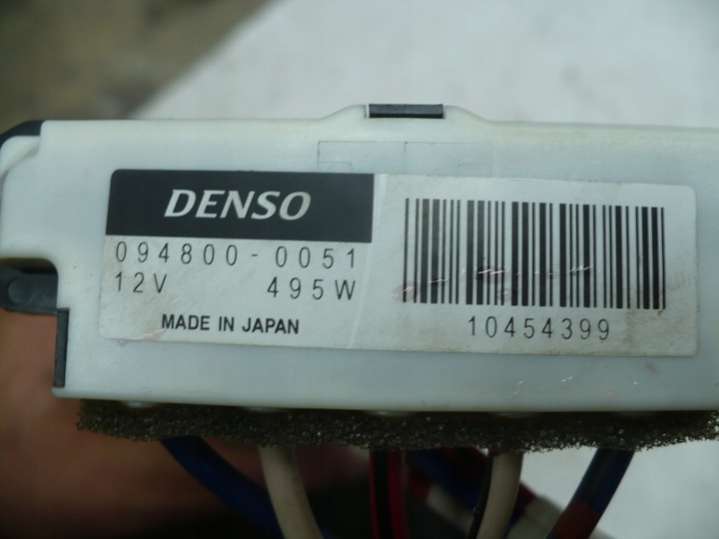 DENSO
094800-0051
12V 495W
MADE IN JAPAN
10454399